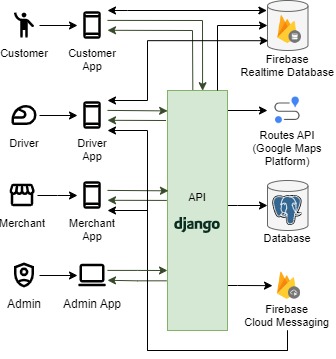 Customer
Customer
App
Firebase
Realtime Database
Driver
Driver
App
Routes API
(Google Maps
Platform)
API
django
Merchant
Merchant
App
Database
Admin
Admin App
Firebase
Cloud Messaging